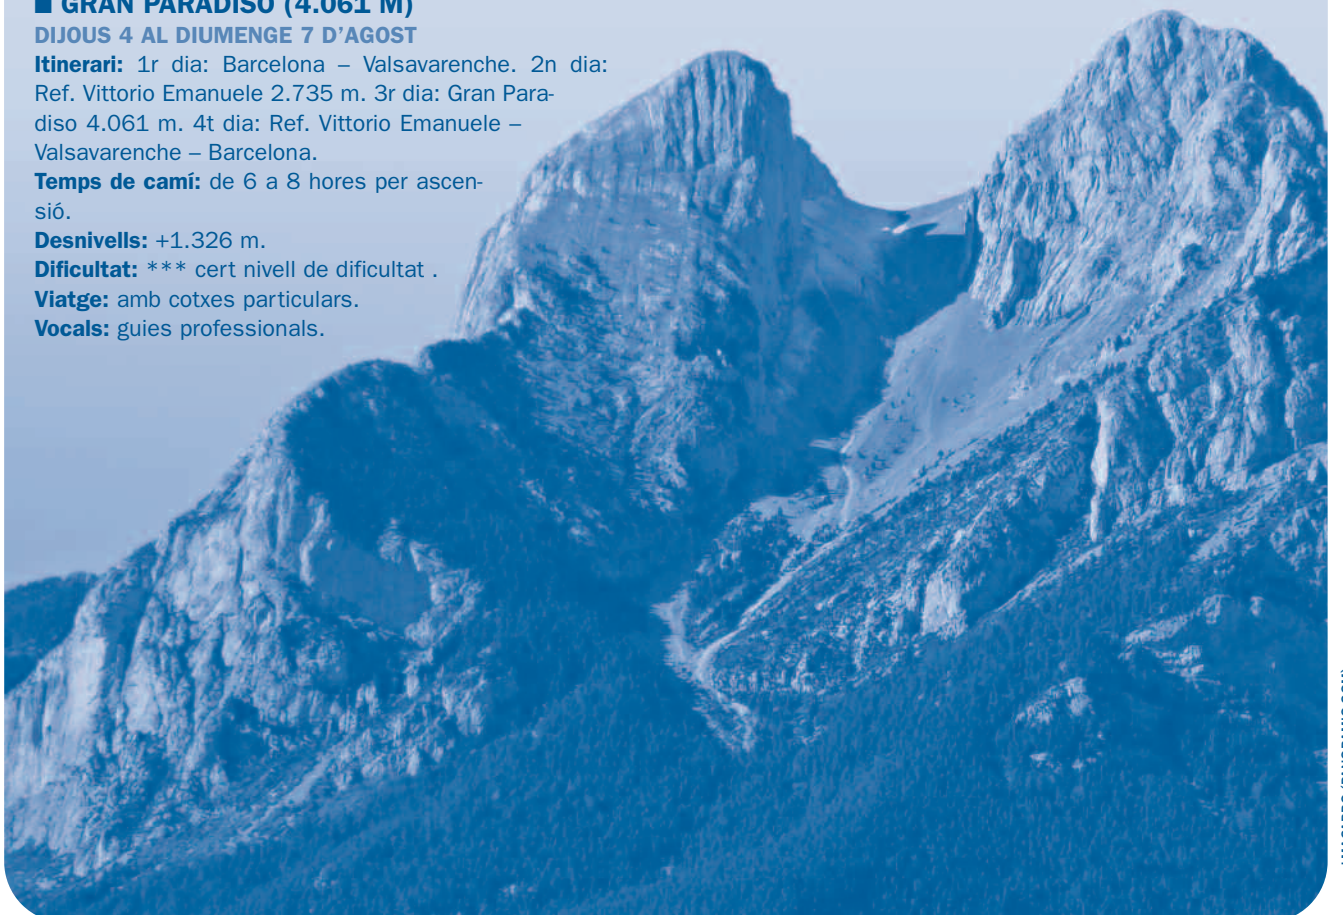 ■ GRAN PARADISO (4.061 M)
DIJOUS 4 AL DIUMENGE 7 D’AGOST
Itinerari: 1r dia: Barcelona – Valsavarenche. 2n dia:
Ref. Vittorio Emanuele 2.735 m. 3r dia: Gran Para-
diso 4.061 m. 4t dia: Ref. Vittorio Emanuele –
Valsavarenche – Barcelona.
Temps de camí: de 6 a 8 hores per ascen-
sió.
Desnivells: +1.326 m.
Dificultat: *** cert nivell de dificultat .
Viatge: amb cotxes particulars.
Vocals: guies professionals.